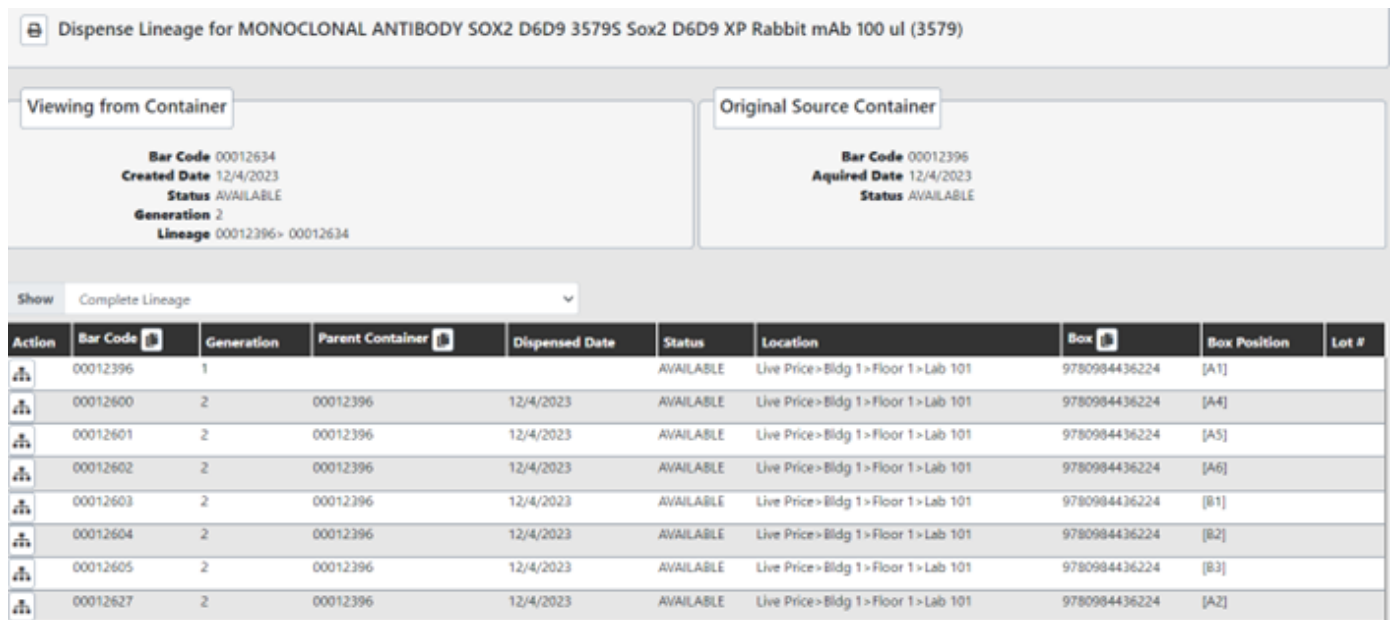 Dispense Lineage for MONOCLONAL ANTIBODY SOX2 D6D9 3579S Sox2 D6D9 XP Rabbit mAb 100 ul (3579)
Viewing from Container
Bar Code 00012634
Created Date 12/4/2023
Status AVAILABLE
Generation 2
Lineage 00012396> 00012634
Original Source Container
Bar Code 00012396
Aquired Date 12/4/2023
Status AVAILABLE
Show Complete Lineage
Action Bar Code Generation Parent Container Dispensed Date Status Location Box Box Position Lot #
00012396 1 AVAILABLE Live Price>Bldg 1>Floor 1>Lab 101 9780984436224 [A1]
00012600 2 00012396 12/4/2023 AVAILABLE Live Price>Bldg 1>Floor 1>Lab 101 9780984436224 [A4]
00012601 2 00012396 12/4/2023 AVAILABLE Live Price>Bldg 1>Floor 1>Lab 101 9780984436224 [A5]
00012602 2 00012396 12/4/2023 AVAILABLE Live Price>Bldg 1>Floor 1>Lab 101 9780984436224 [A6]
00012603 2 00012396 12/4/2023 AVAILABLE Live Price>Bldg 1>Floor 1>Lab 101 9780984436224 [B1]
00012604 2 00012396 12/4/2023 AVAILABLE Live Price>Bldg 1>Floor 1>Lab 101 9780984436224 [B2]
00012605 2 00012396 12/4/2023 AVAILABLE Live Price>Bldg 1>Floor 1>Lab 101 9780984436224 [B3]
00012627 2 00012396 12/4/2023 AVAILABLE Live Price>Bldg 1>Floor 1>Lab 101 9780984436224 [A2]